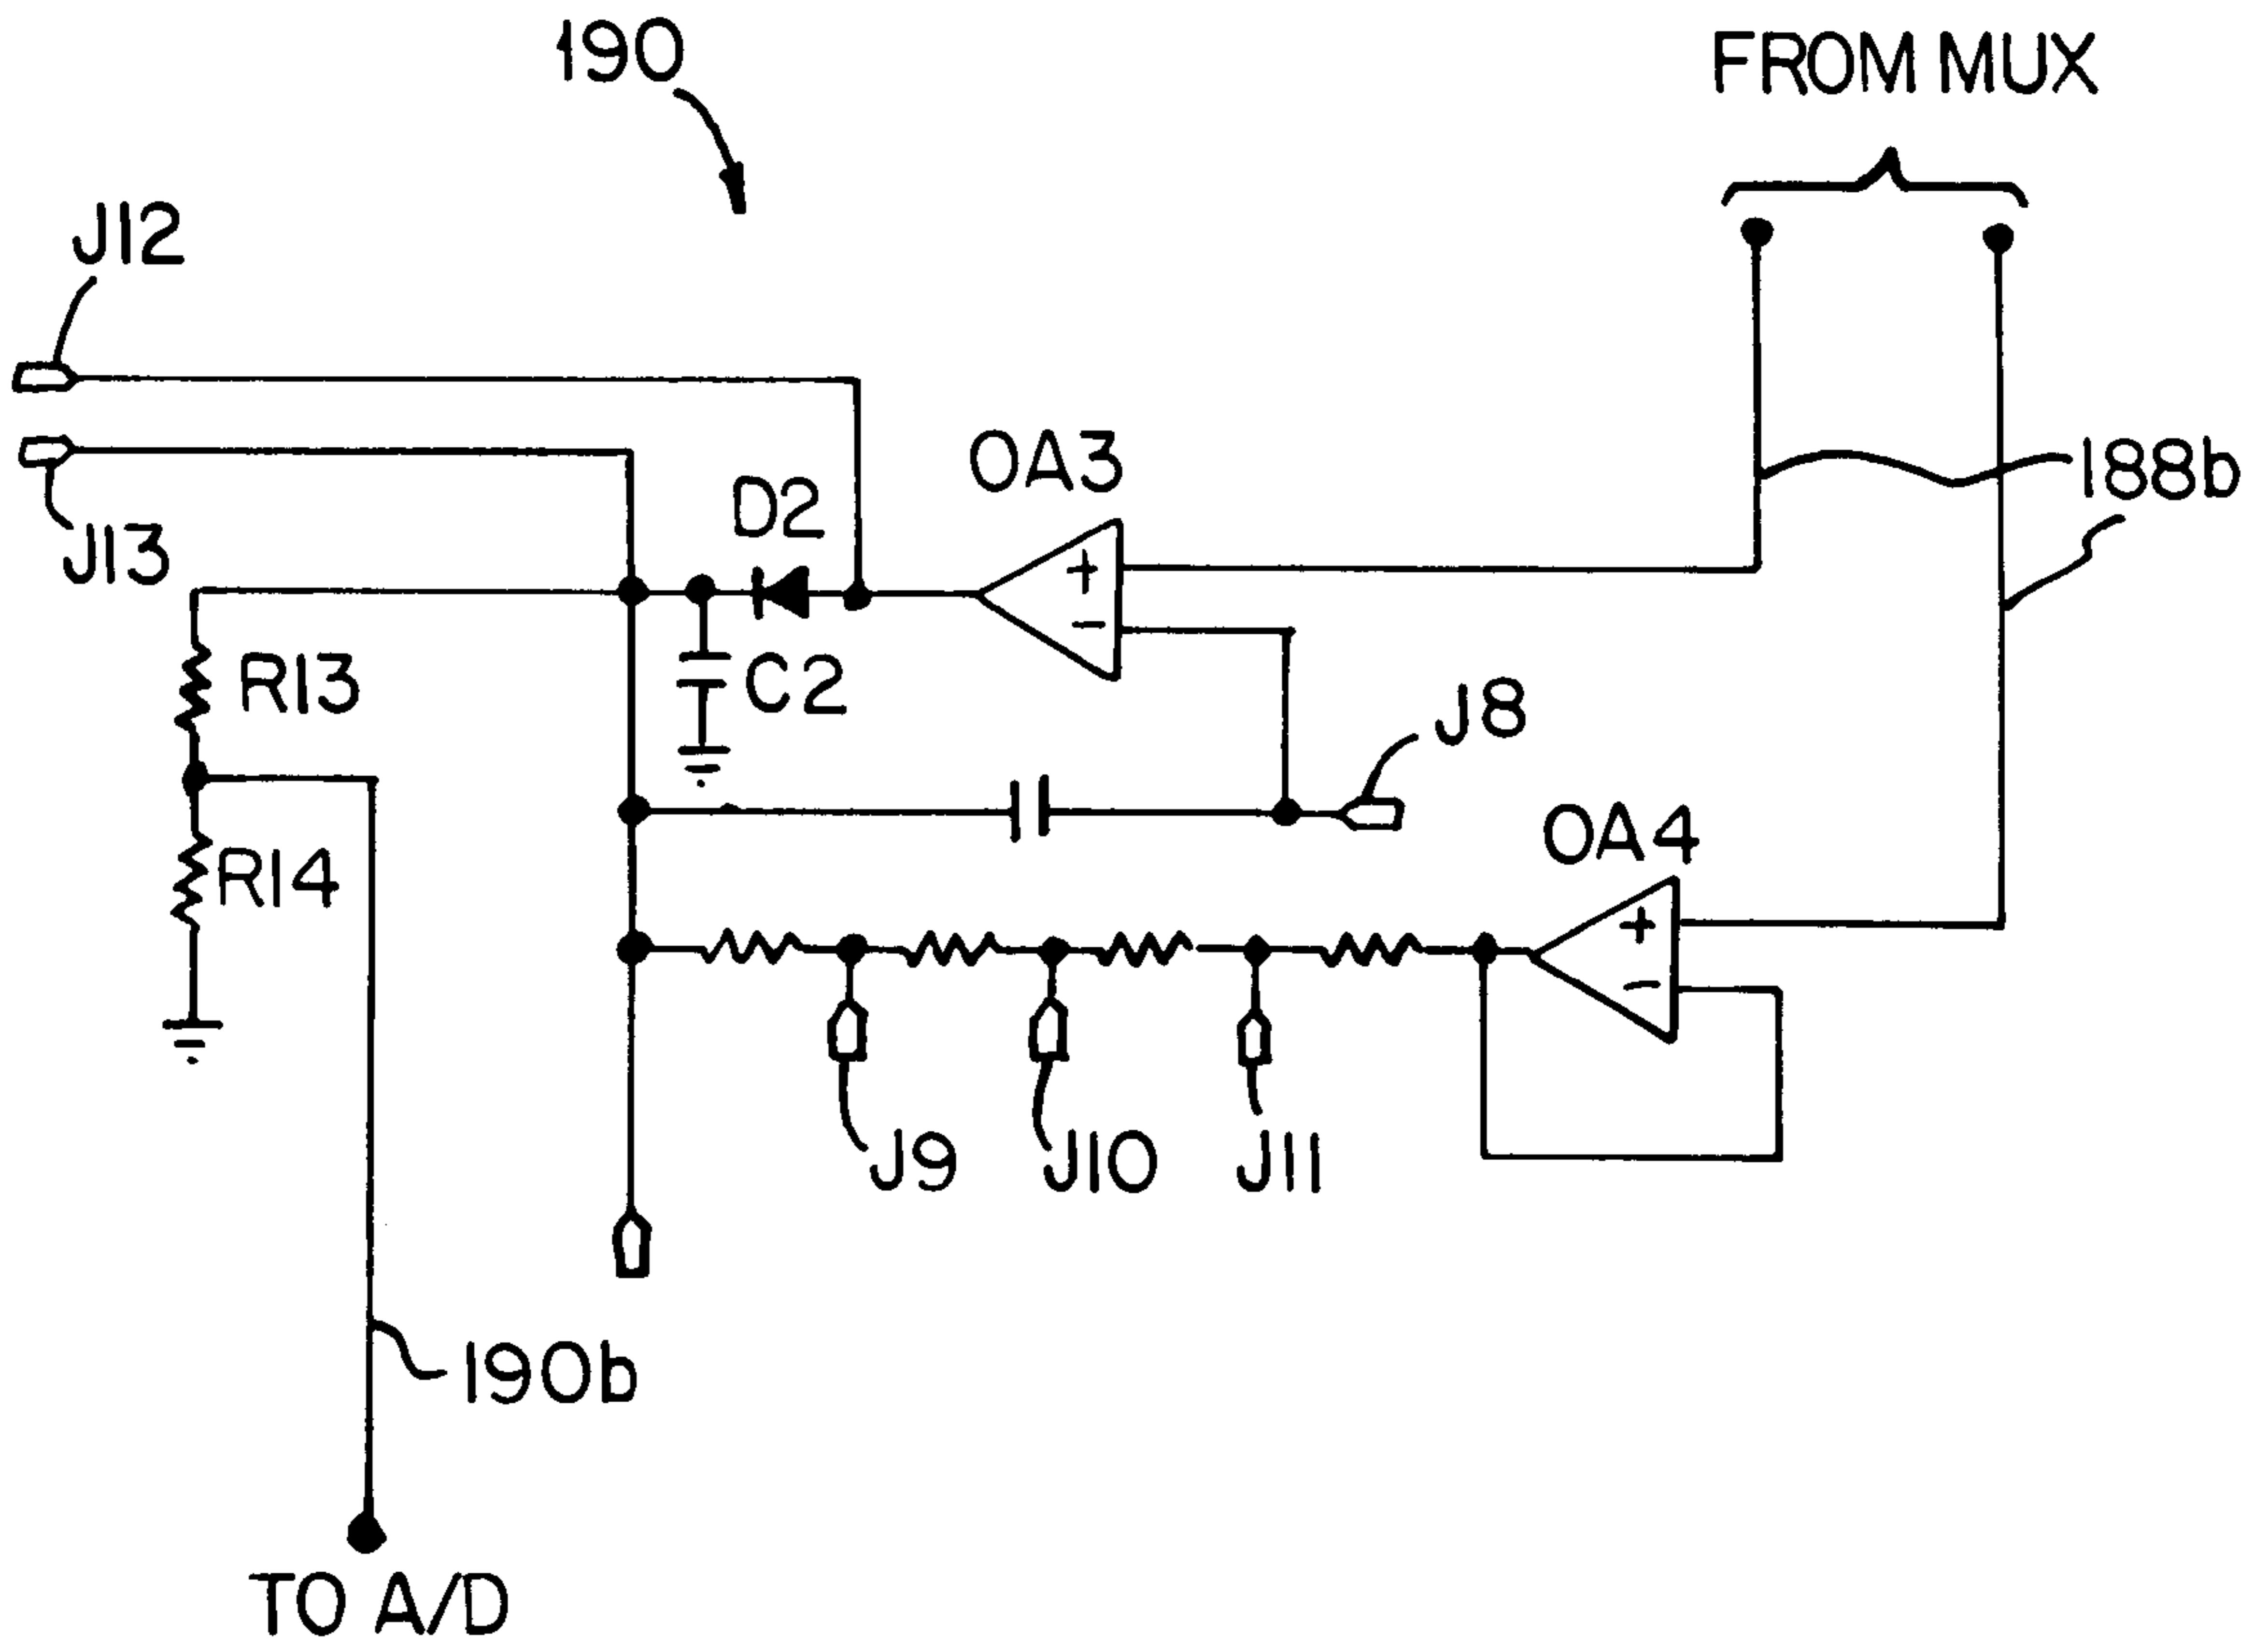 190
FROM MUX
J12
J13
D2
OA3
+
−
188b
R13
C2
J8
R14
OA4
+
−
J9
J10
J11
190b
TO A/D